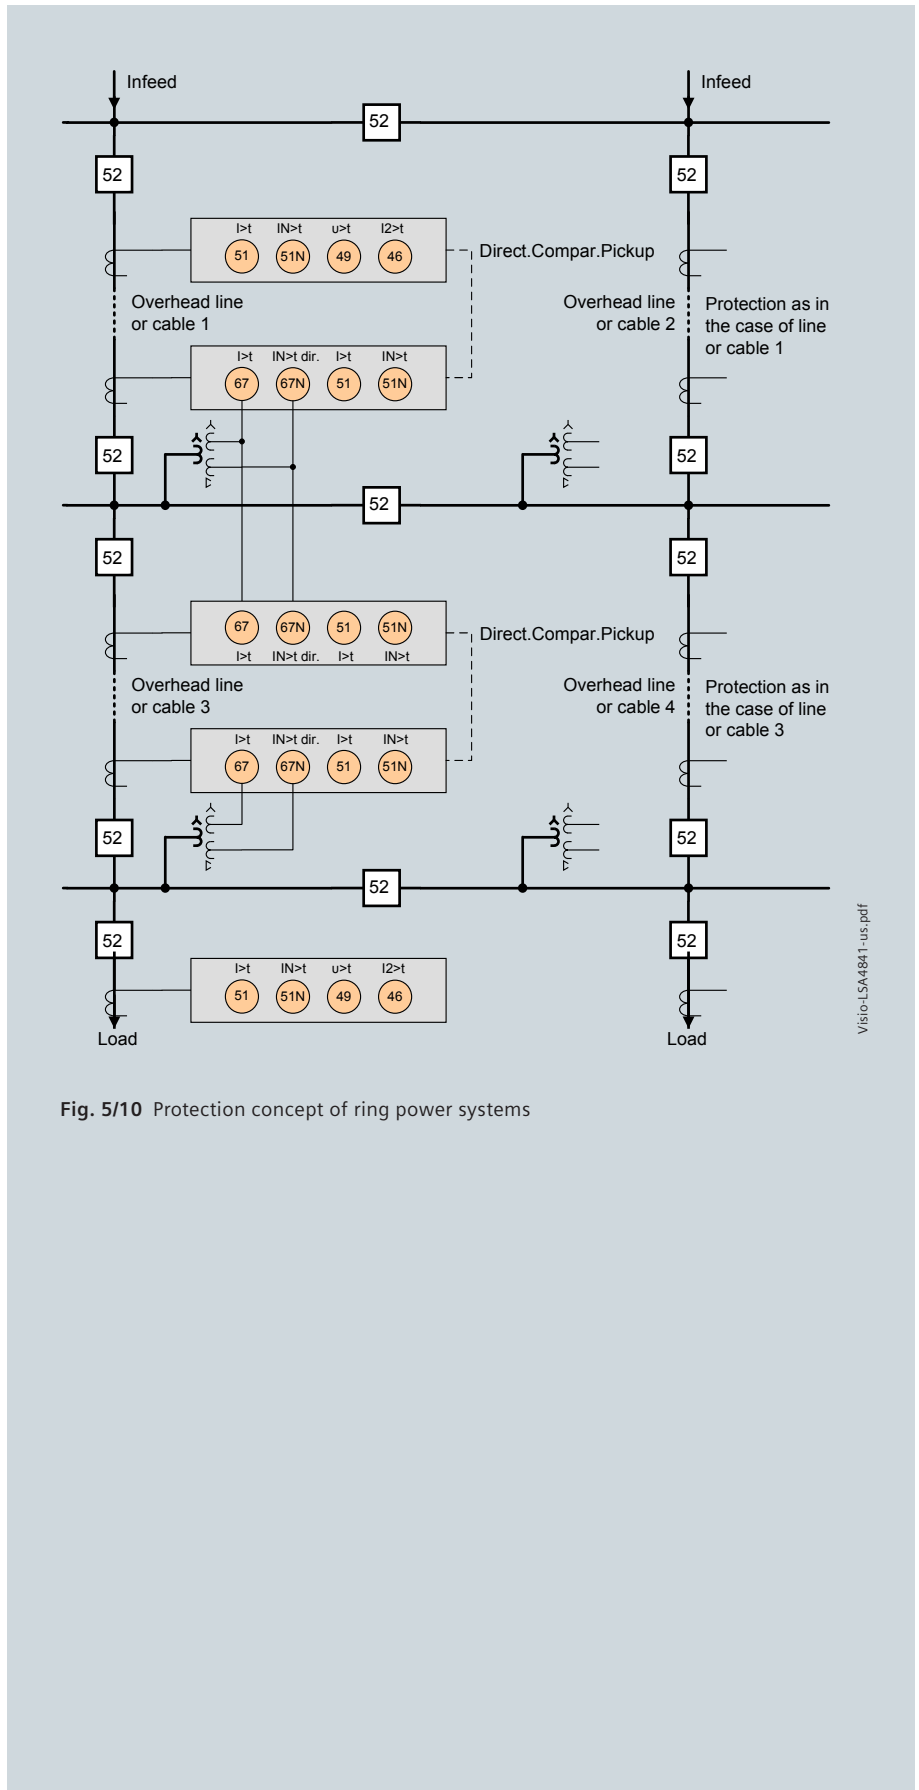 Infeed
Infeed
52
52
52
I>t IN>t u>t I2>t
51 51N 49 46
Direct.Compar.Pickup
Overhead line
or cable 1
Overhead line
or cable 2
Protection as in
the case of line
or cable 1
I>t IN>t dir. I>t IN>t
67 67N 51 51N
52
52
52
52
52
67 67N 51 51N
I>t IN>t dir. I>t IN>t
Direct.Compar.Pickup
Overhead line
or cable 3
Overhead line
or cable 4
Protection as in
the case of line
or cable 3
I>t IN>t dir. I>t IN>t
67 67N 51 51N
52
52
52
52
52
I>t IN>t u>t I2>t
51 51N 49 46
Load
Load
Visio-LSA4841-us.pdf
Fig. 5/10 Protection concept of ring power systems